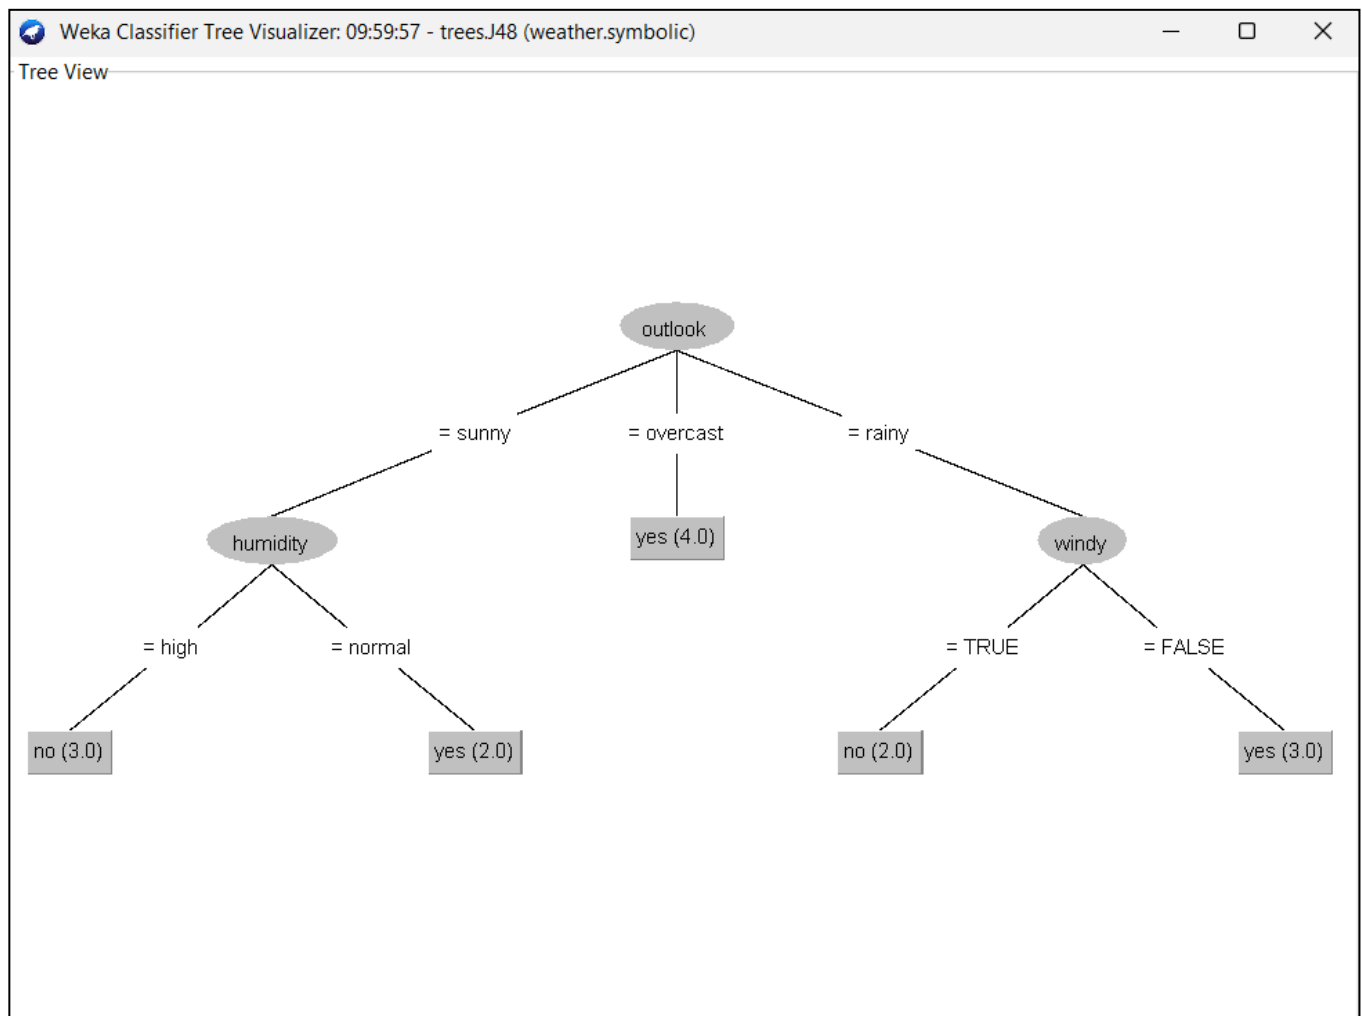 Weka Classifier Tree Visualizer: 09:59:57 - trees.J48 (weather.symbolic)
Tree View
outlook
= sunny
= overcast
= rainy
humidity
yes (4.0)
windy
= high
= normal
= TRUE
= FALSE
no (3.0)
yes (2.0)
no (2.0)
yes (3.0)